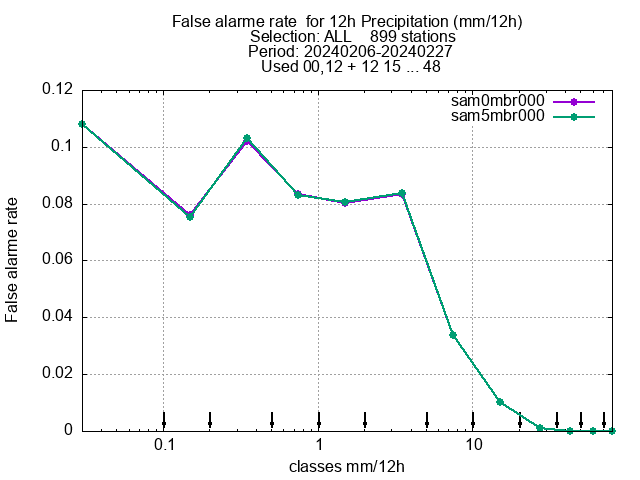 False alarme rate  for 12h Precipitation (mm/12h)
Selection: ALL    899 stations
Period: 20240206-20240227
Used 00,12 + 12 15 ... 48
sam0mbr000
sam5mbr000
0.12
0.1
0.08
0.06
0.04
0.02
0
False alarme rate
0.1
1
10
classes mm/12h